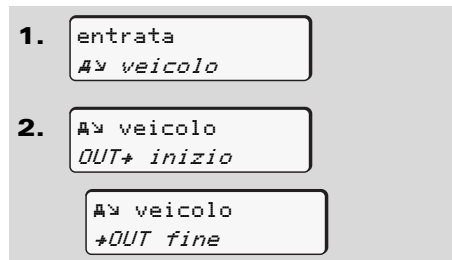 1. entrata
veicolo
2. veicolo
OUT→ inizio
veicolo
→OUT fine